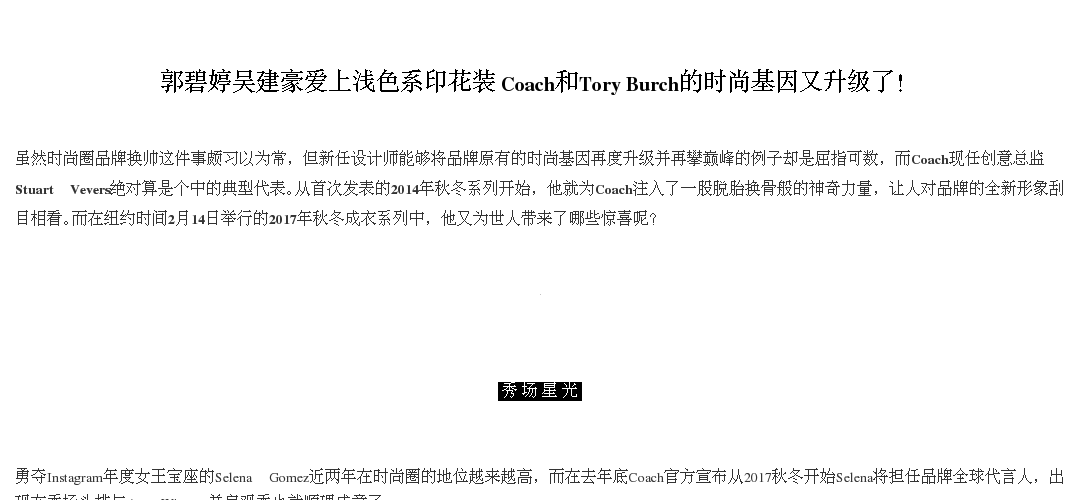 郭碧婷吴建豪爱上浅色系印花装 Coach和Tory Burch的时尚基因又升级了!
虽然时尚圈品牌换帅这件事颇习以为常，但新任设计师能够将品牌原有的时尚基因再度升级并再攀巅峰的例子却是屈指可数，而Coach现任创意总监
Stuart Vevers绝对算是个中的典型代表。从首次发表的2014年秋冬系列开始，他就为Coach注入了一股脱胎换骨般的神奇力量，让人对品牌的全新形象刮
目相看。而在纽约时间2月14日举行的2017年秋冬成衣系列中，他又为世人带来了哪些惊喜呢？
秀场星光
勇夺Instagram年度女王宝座的Selena Gomez近两年在时尚圈的地位越来越高，而在去年底Coach官方宣布从2017秋冬开始Selena将担任品牌全球代言人，出